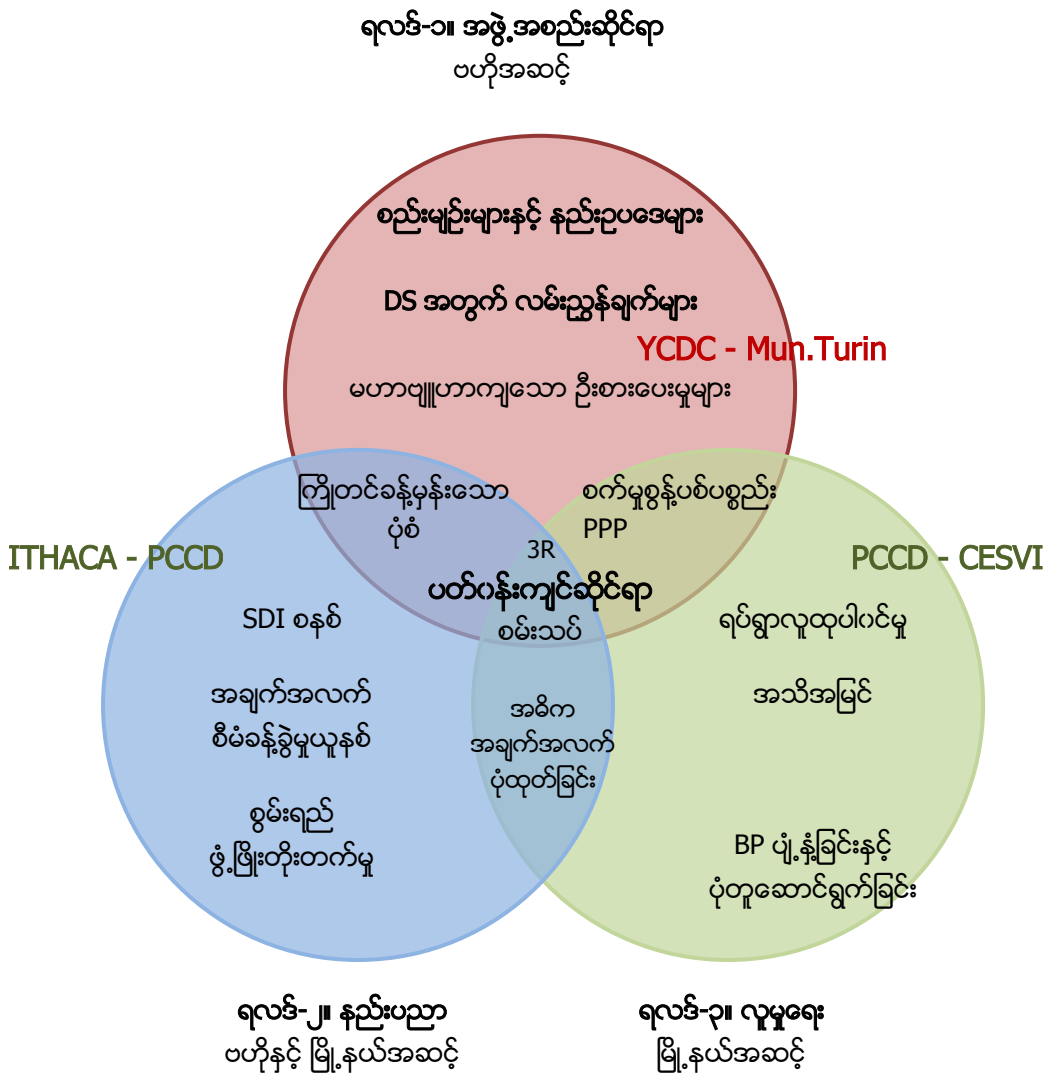 ရလဒ်-၁။ အဖွဲ့အစည်းဆိုင်ရာ
ဗဟိုအဆင့်
စည်းမျဉ်းများနှင့် နည်းဥပဒေများ
DS အတွက် လမ်းညွှန်ချက်များ
YCDC - Mun.Turin
မဟာဗျူဟာကျသော ဦးစားပေးမှုများ
ကြိုတင်ခန့်မှန်းသော
ပုံစံ
စက်မှုစွန့်ပစ်ပစ္စည်း
PPP
ITHACA - PCCD
3R
PCCD - CESVI
ပတ်ဝန်းကျင်ဆိုင်ရာ
စမ်းသပ်
SDI စနစ်
ရပ်ရွာလူထုပါဝင်မှု
အချက်အလက်
စီမံခန့်ခွဲမှုယူနစ်
အသိအမြင်
အဓိက
အချက်အလက်
ပုံထုတ်ခြင်း
စွမ်းရည်
ဖွံ့ဖြိုးတိုးတက်မှု
BP ပျံ့နှံ့ခြင်းနှင့်
ပုံတူဆောင်ရွက်ခြင်း
ရလဒ်-၂။ နည်းပညာ
ဗဟိုနှင့် မြို့နယ်အဆင့်
ရလဒ်-၃။ လူမှုရေး
မြို့နယ်အဆင့်